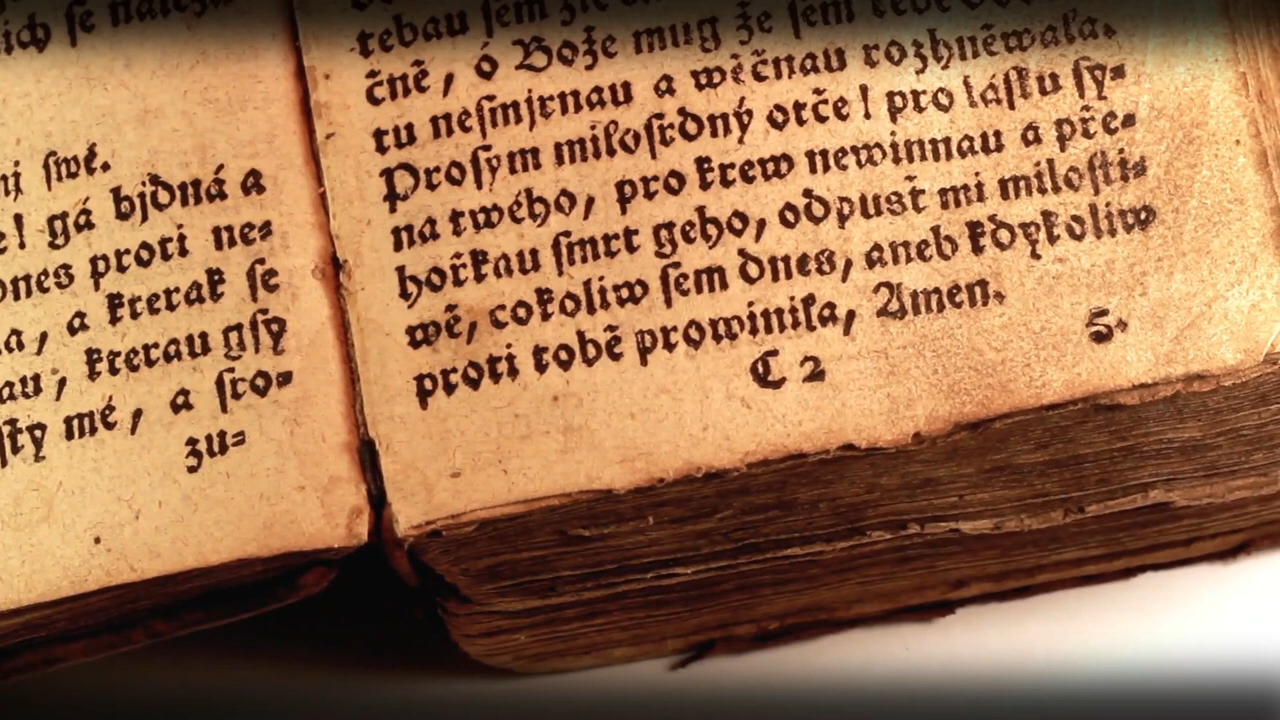 ich se
nj swé.
e! gá bjdná a
dnes proti ne⸗
a, a kterak se
au, kterau gsy
sty mé, a sro⸗
zu⸗
tebau sem
čně, ó Bože mug že sem tebe
tu nesmjrnau a wěčnau rozhněwala.
Prosym milosrdný otče! pro lásku sy⸗
na twého, pro krew newinnau a pře⸗
hořkau smrt geho, odpusť mi milosti⸗
wě, cokoliw sem dnes, aneb kdykoliw
proti tobě prowinila, Amen.
C 2
5.